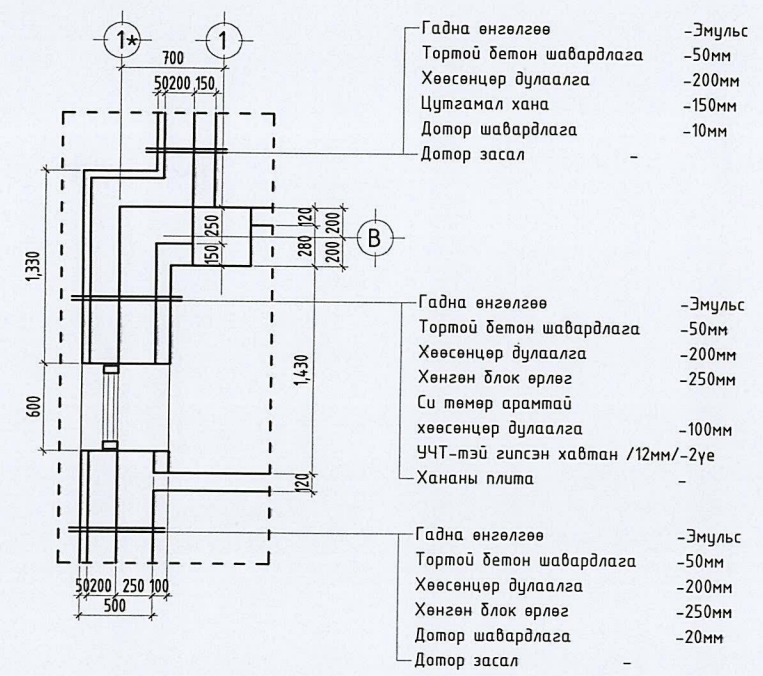 1* 1
700
50 200 150
Гадна өнгөлгөө -Эмульс
Тортой бетон шавардлага -50мм
Хөөсөнцөр дулаалга -200мм
Цутгамал хана -150мм
Дотор шавардлага -10мм
Дотор засал -
250
150
120
280
200
200
B
1,330
600
1,430
120
Гадна өнгөлгөө -Эмульс
Тортой бетон шавардлага -50мм
Хөөсөнцөр дулаалга -200мм
Хөнгөн блок өрлөг -250мм
Си төмөр арамтай
хөөсөнцөр дулаалга -100мм
УЧТ-тэй гипсэн хавтан /12мм/-2үе
Хананы плита -
50 200 250 100
500
Гадна өнгөлгөө -Эмульс
Тортой бетон шавардлага -50мм
Хөөсөнцөр дулаалга -200мм
Хөнгөн блок өрлөг -250мм
Дотор шавардлага -20мм
Дотор засал -